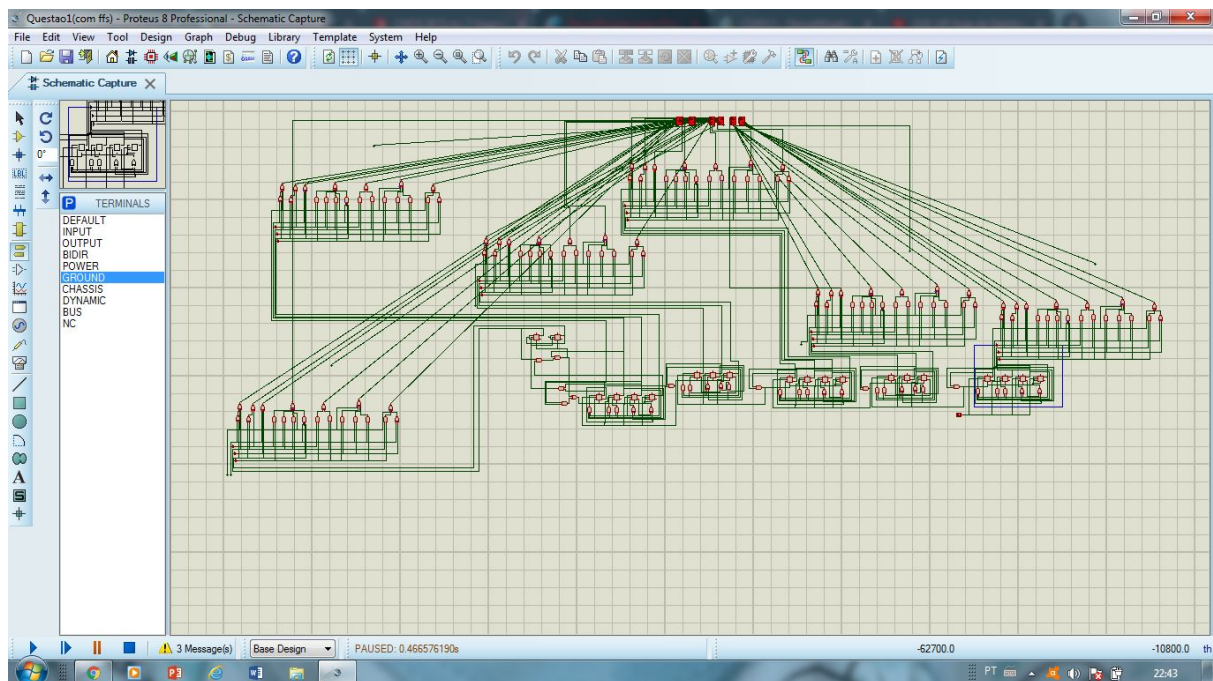 Questao1(com ffs) - Proteus 8 Professional - Schematic Capture
File Edit View Tool Design Graph Debug Library Template System Help
Schematic Capture
0°
LBL
P TERMINALS
DEFAULT
INPUT
OUTPUT
BIDIR
POWER
GROUND
CHASSIS
DYNAMIC
BUS
NC
A
S
3 Message(s) Base Design PAUSED: 0.466576190s -62700.0 -10800.0 th
PT 22:43